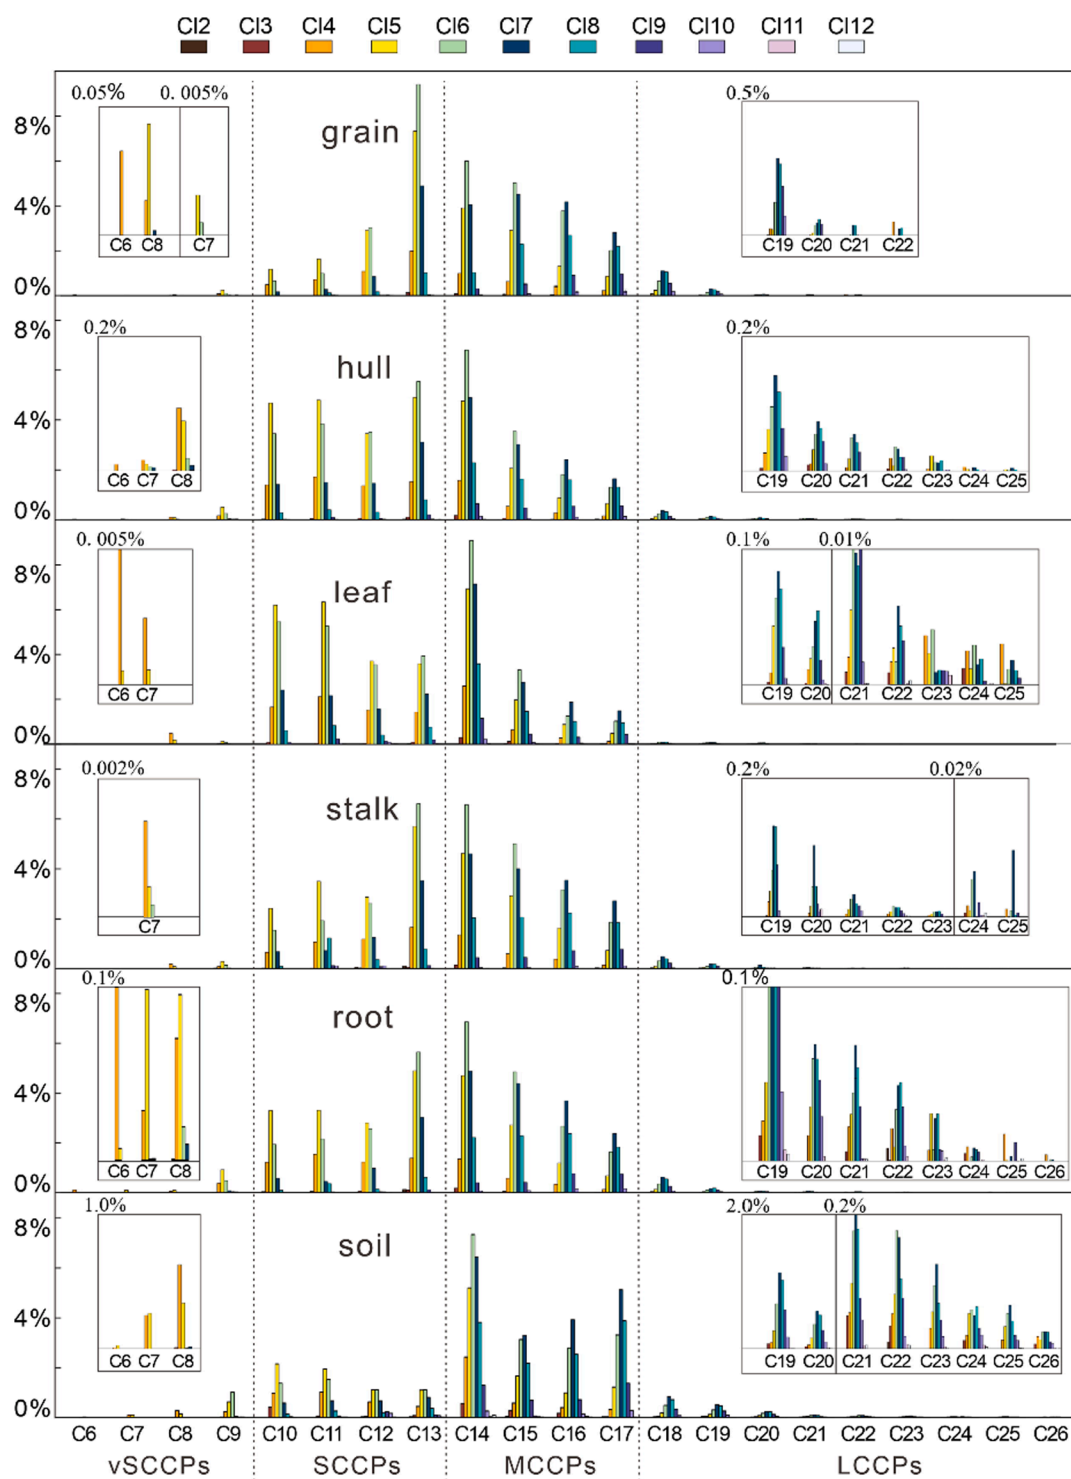 Cl2 Cl3 Cl4 Cl5 Cl6 Cl7 Cl8 Cl9 Cl10 Cl11 Cl12
0.05% 0.005% 0.5%
8%
grain
4%
C6 C8 C7 C19 C20 C21 C22
0%
8%
0.2% 0.2%
hull
4%
C6 C7 C8 C19 C20 C21 C22 C23 C24 C25
0%
0.005% 0.1% 0.01%
8%
leaf
4%
C6 C7 C19 C20 C21 C22 C23 C24 C25
0%
8%
0.002% 0.2% 0.02%
stalk
4%
C7 C19 C20 C21 C22 C23 C24 C25
0%
0.1% 0.1%
8%
root
4%
C6 C7 C8 C19 C20 C21 C22 C23 C24 C25 C26
0%
8%
1.0% 2.0% 0.2%
soil
4%
C6 C7 C8 C19 C20 C21 C22 C23 C24 C25 C26
0%
C6 C7 C8 C9 C10 C11 C12 C13 C14 C15 C16 C17 C18 C19 C20 C21 C22 C23 C24 C25 C26
vSCCPs SCCPs MCCPs LCCPs